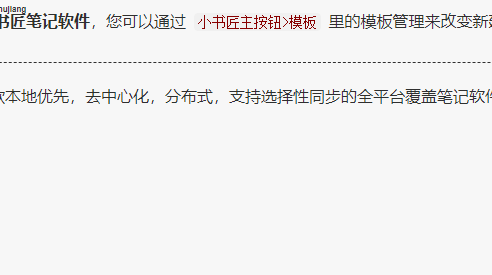 hujiang
书匠笔记软件，您可以通过 小书匠主按钮>模板 里的模板管理来改变新
本地优先，去中心化，分布式，支持选择性同步的全平台覆盖笔记软